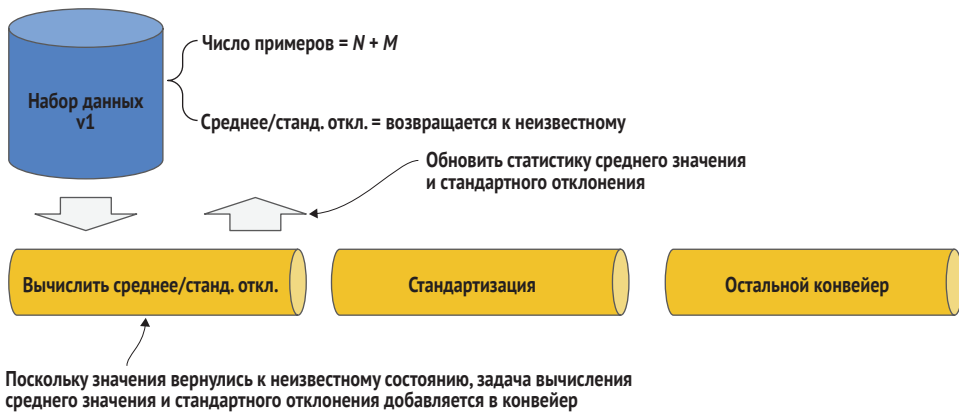 Число примеров = N + M
Набор данных
v1
Среднее/станд. откл. = возвращается к неизвестному
Обновить статистику среднего значения
и стандартного отклонения
Вычислить среднее/станд. откл.
Стандартизация
Остальной конвейер
Поскольку значения вернулись к неизвестному состоянию, задача вычисления
среднего значения и стандартного отклонения добавляется в конвейер